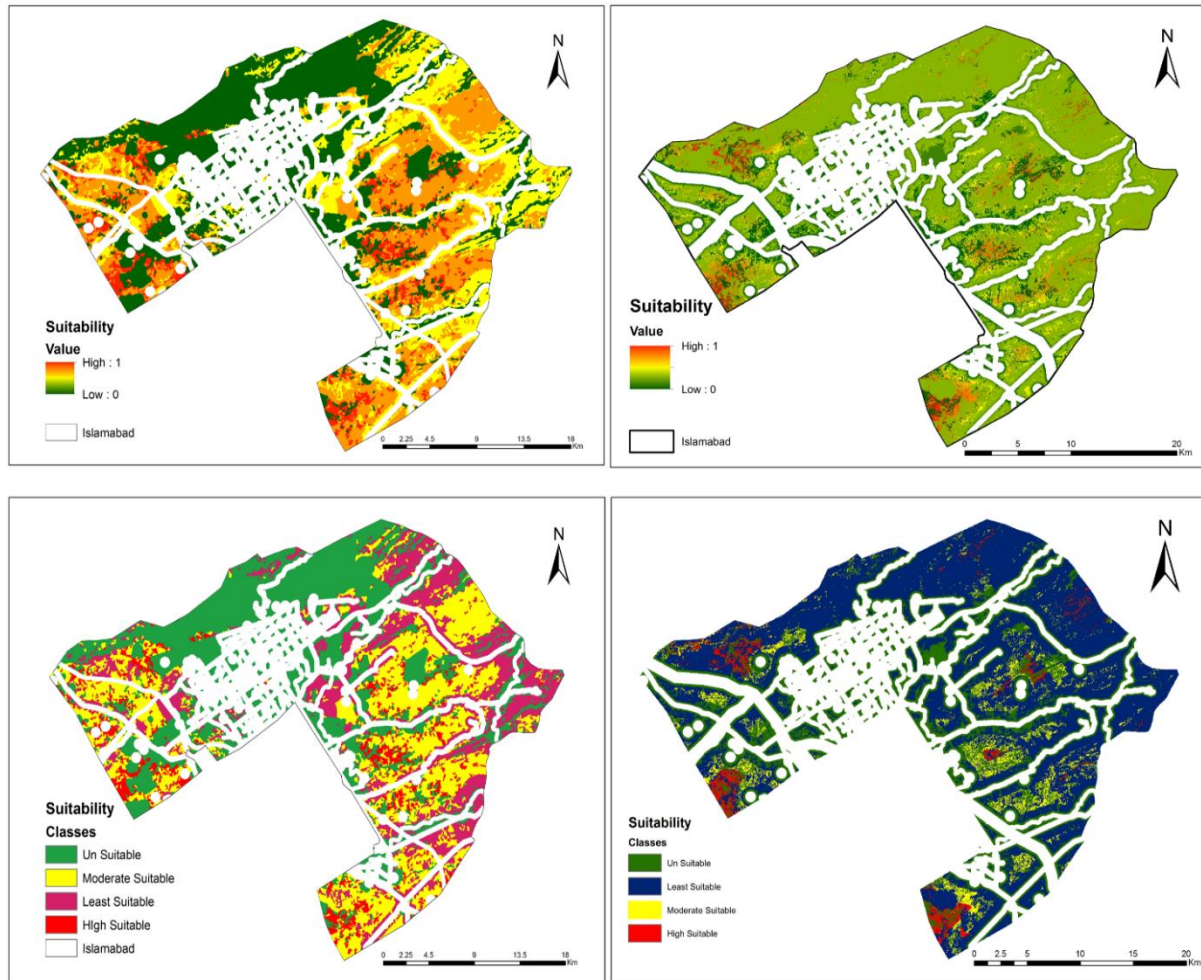 N
Suitability
Value
High : 1
Low : 0
Islamabad
0 2.25 4.5 9 13.5 18
Km
N
Suitability
Value
High : 1
Low : 0
Islamabad
0 5 10 20
Km
N
Suitability
Classes
Un Suitable
Moderate Suitable
Least Suitable
HIgh Suitable
Islamabad
0 2.25 4.5 9 13.5 18
Km
N
Suitability
Classes
Un Suitable
Least Suitable
Moderate Suitable
High Suitable
0 2.5 5 10 15 20
Km